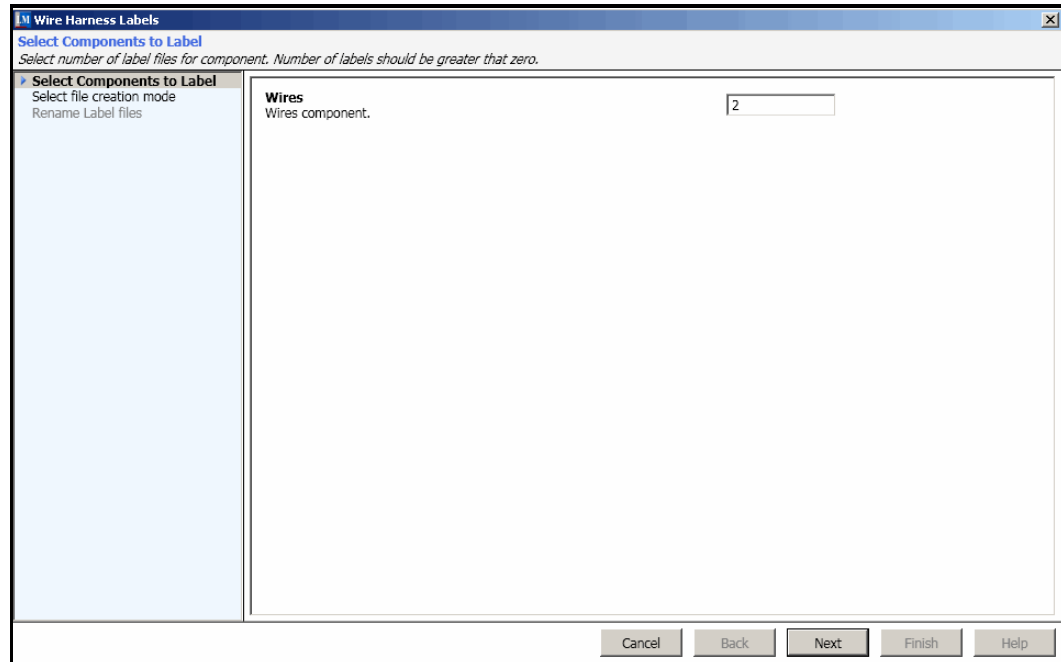 LM Wire Harness Labels
Select Components to Label
Select number of label files for component. Number of labels should be greater that zero.
Select Components to Label
Select file creation mode
Rename Label files
Wires
2
Wires component.
Cancel
Back
Next
Finish
Help